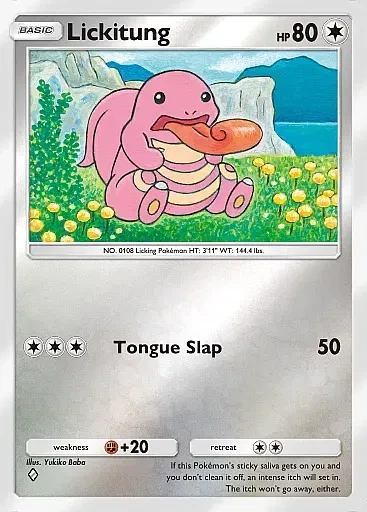 BASIC Lickitung HP 80
NO. 0108 Licking Pokémon HT: 3'11" WT: 144.4 lbs.
Tongue Slap 50
weakness +20 retreat
Illus. Yukiko Baba
If this Pokémon's sticky saliva gets on you and
you don't clean it off, an intense itch will set in.
The itch won't go away, either.